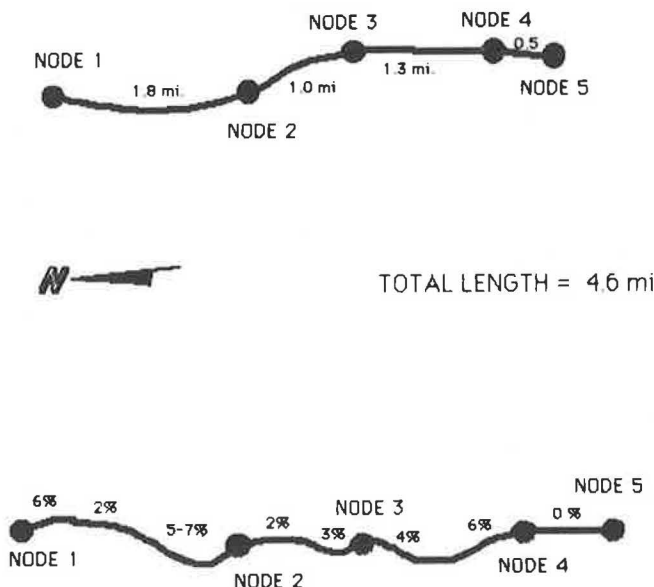 NODE 3
NODE 4
0.5
NODE 1
1.8 mi.
1.0 mi
1.3 mi.
NODE 5
NODE 2
N
TOTAL LENGTH = 4.6 mi
NODE 5
NODE 3
6%
2%
5-7%
2%
3%
4%
6%
0 %
NODE 1
NODE 2
NODE 4